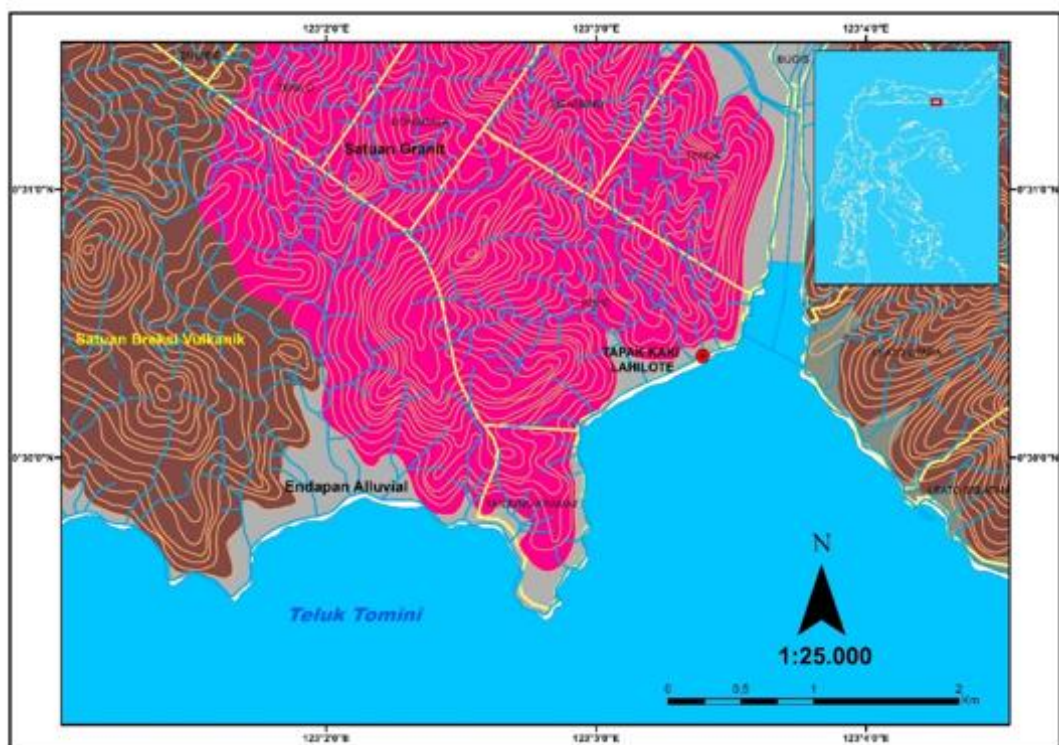 123°2'0"E 123°3'0"E 123°4'0"E
BUGIS
TENDA
Satuan Granit
0°31'0"N 0°31'0"N
Satuan Breksi Vulkanik
TAPAK KAKI
LAHILOTE
0°30'0"N 0°30'0"N
Endapan Alluvial
Teluk Tomini
N
1:25.000
0 0,5 1 2
Km
123°2'0"E 123°3'0"E 123°4'0"E